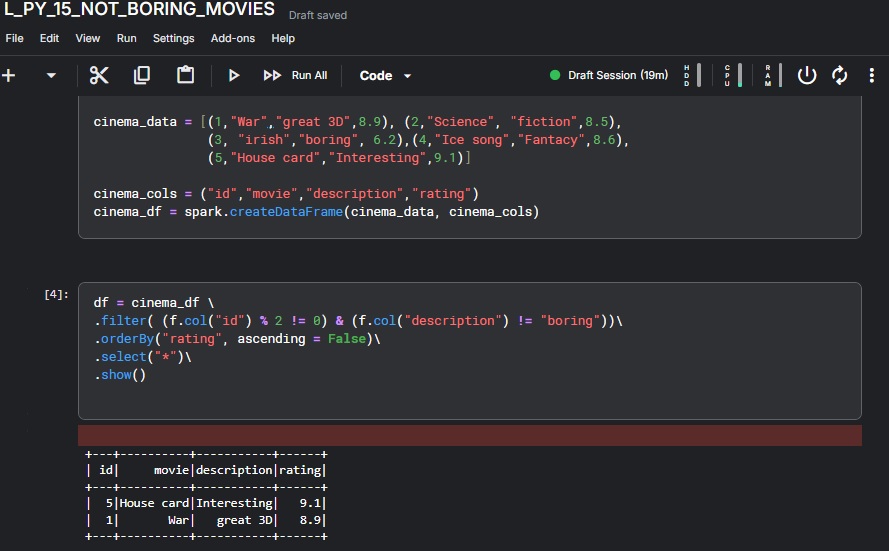 L_PY_15_NOT_BORING_MOVIES Draft saved
File Edit View Run Settings Add-ons Help
+ Run All Code Draft Session (19m) HDD CPU RAM
cinema_data = [(1,"War","great 3D",8.9), (2,"Science", "fiction",8.5),
(3, "irish","boring", 6.2),(4,"Ice song","Fantacy",8.6),
(5,"House card","Interesting",9.1)]
cinema_cols = ("id","movie","description","rating")
cinema_df = spark.createDataFrame(cinema_data, cinema_cols)
[4]:
df = cinema_df \
.filter( (f.col("id") % 2 != 0) & (f.col("description") != "boring"))\
.orderBy("rating", ascending = False)\
.select("*")\
.show()
+---+----------+-----------+------+
| id|     movie|description|rating|
+---+----------+-----------+------+
|  5|House card|Interesting|   9.1|
|  1|       War|   great 3D|   8.9|
+---+----------+-----------+------+